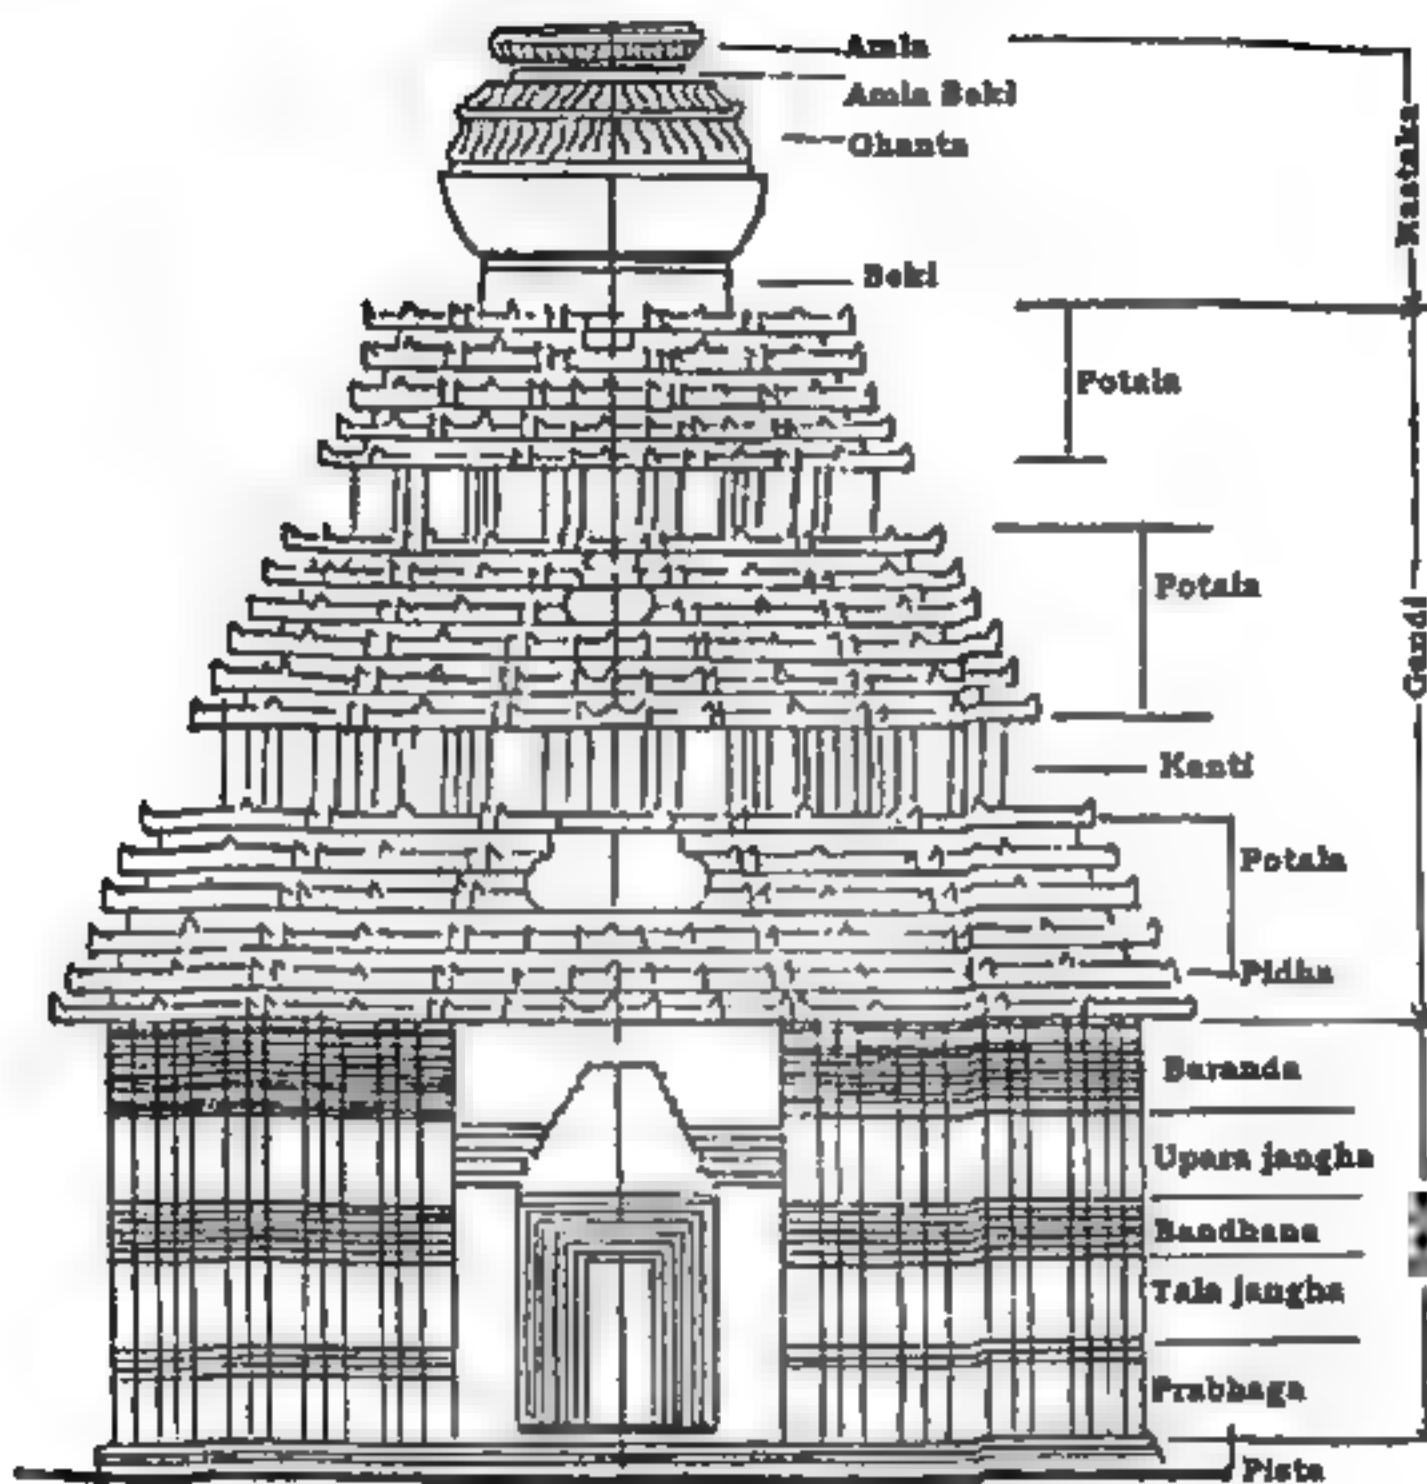 Amla
Amla Beki
Ghanta
Mastaka
Beki
Potala
Potala
Gandi
Kanti
Potala
Pidha
Baranda
Upara jangha
Bandhana
Tala jangha
Prabhaga
Pista